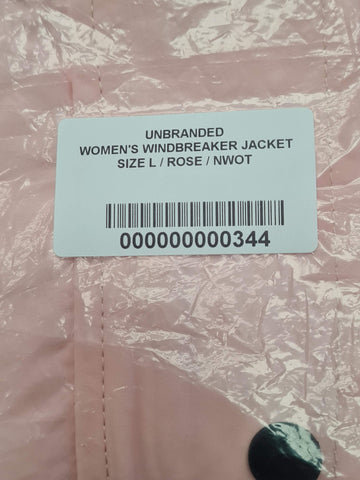 UNBRANDED
WOMEN'S WINDBREAKER JACKET
SIZE L / ROSE / NWOT
000000000344